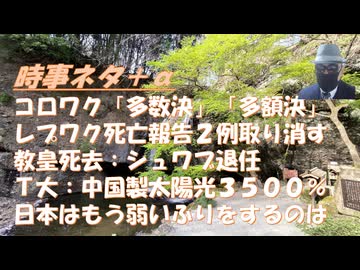 時事ネタ＋α
コロワク「多数決」「多額決」
レプワク死亡報告２例取り消す
教皇死去：シュワブ退任
Ｔ大：中国製太陽光３５００％
日本はもう弱いふりをするのは